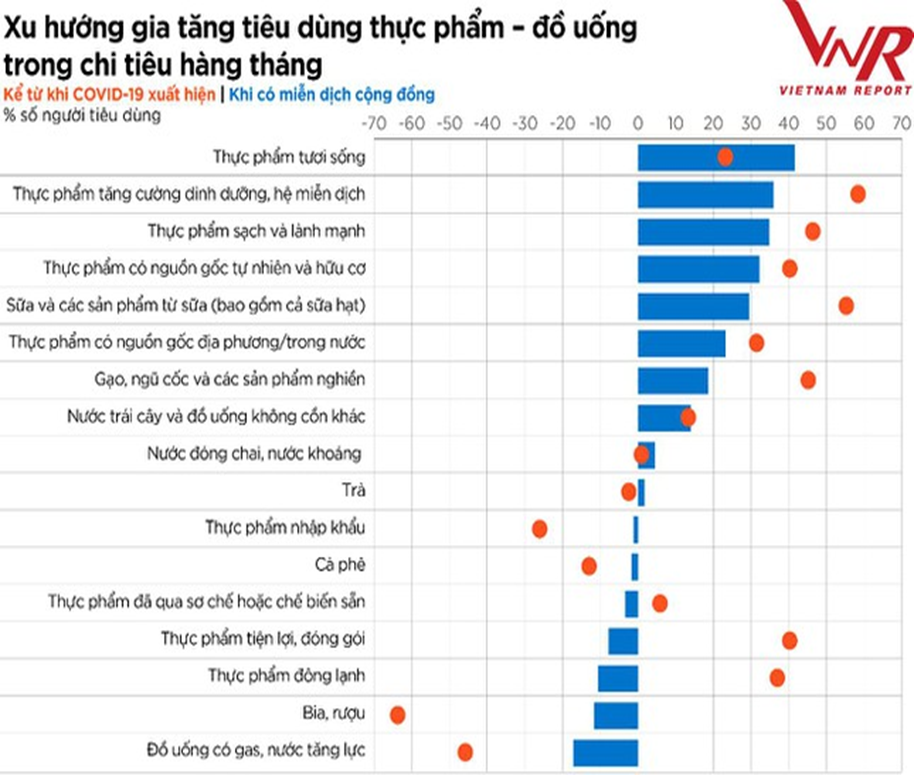 Xu hướng gia tăng tiêu dùng thực phẩm – đồ uống
trong chi tiêu hàng tháng
Kể từ khi COVID-19 xuất hiện | Khi có miễn dịch cộng đồng
% số người tiêu dùng
VNR
VIETNAM REPORT
-70 -60 -50 -40 -30 -20 -10 0 10 20 30 40 50 60 70
Thực phẩm tươi sống
Thực phẩm tăng cường dinh dưỡng, hệ miễn dịch
Thực phẩm sạch và lành mạnh
Thực phẩm có nguồn gốc tự nhiên và hữu cơ
Sữa và các sản phẩm từ sữa (bao gồm cả sữa hạt)
Thực phẩm có nguồn gốc địa phương/trong nước
Gạo, ngũ cốc và các sản phẩm nghiền
Nước trái cây và đồ uống không cồn khác
Nước đóng chai, nước khoáng
Trà
Thực phẩm nhập khẩu
Cà phê
Thực phẩm đã qua sơ chế hoặc chế biến sẵn
Thực phẩm tiện lợi, đóng gói
Thực phẩm đông lạnh
Bia, rượu
Đồ uống có gas, nước tăng lực